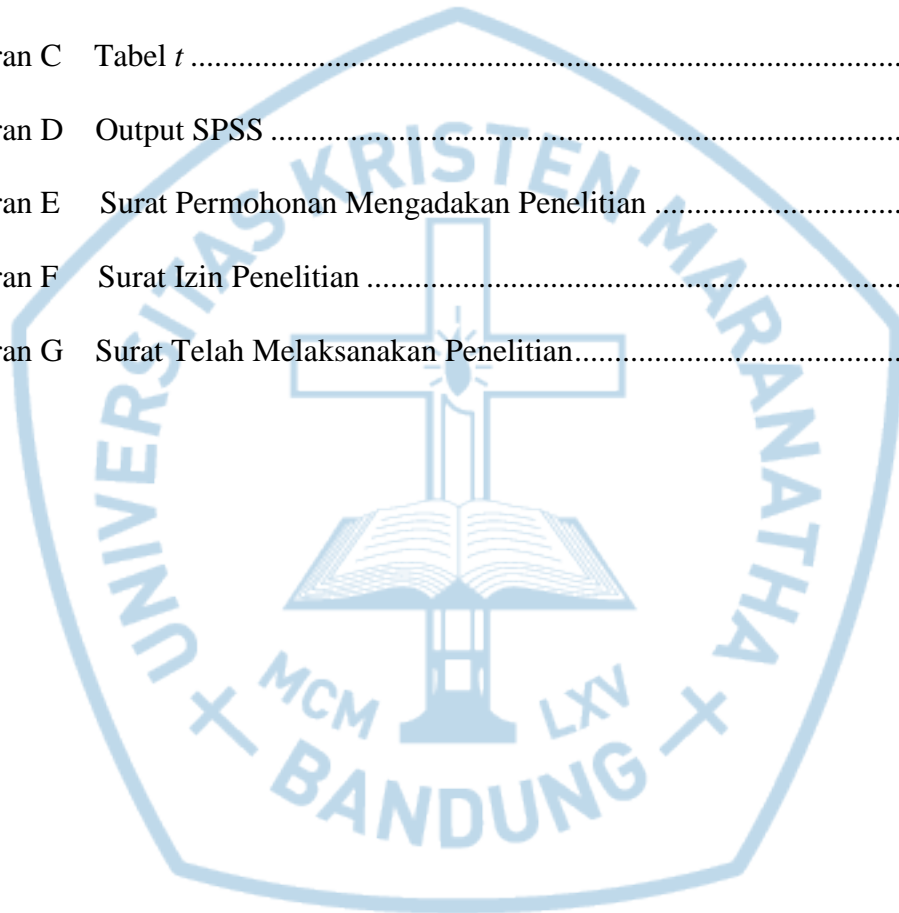 ran C Tabel t ..........................................................................................
ran D Output SPSS ................................................................................
ran E Surat Permohonan Mengadakan Penelitian ...............................
ran F Surat Izin Penelitian ....................................................................
ran G Surat Telah Melaksanakan Penelitian.........................................
UNIVERSITAS KRISTEN MARANATHA
MCM LXV
BANDUNG